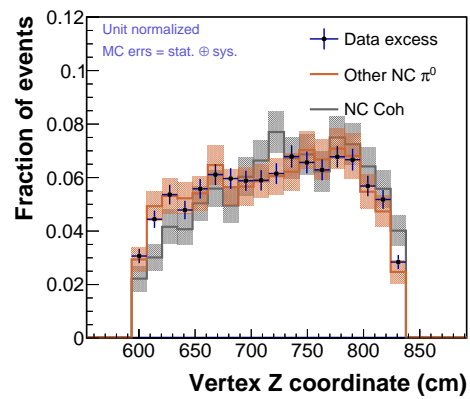 Unit normalized
MC errs = stat. ⊕ sys.
Data excess
Other NC π⁰
NC Coh
Fraction of events
0.12
0.1
0.08
0.06
0.04
0.02
0
600 650 700 750 800 850
Vertex Z coordinate (cm)